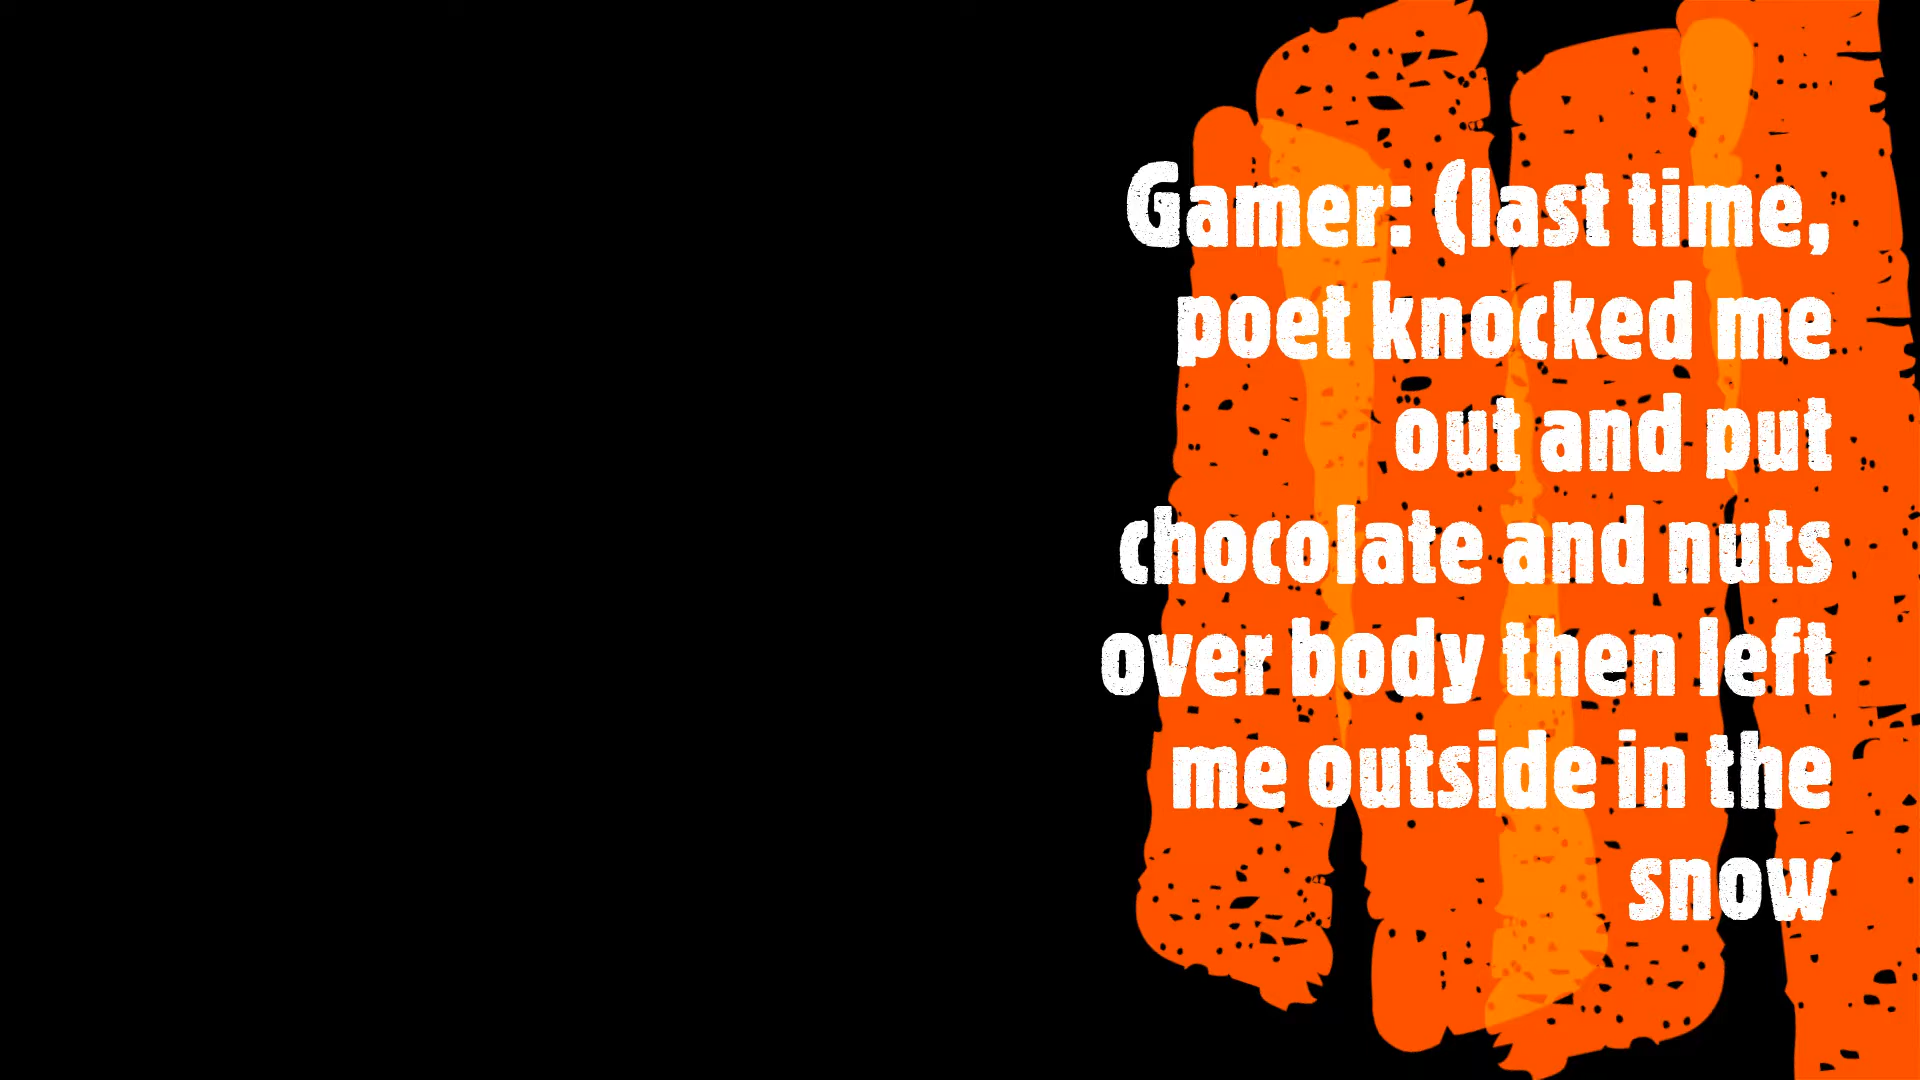 Gamer: (last time,
poet knocked me
out and put
chocolate and nuts
over body then left
me outside in the
snow